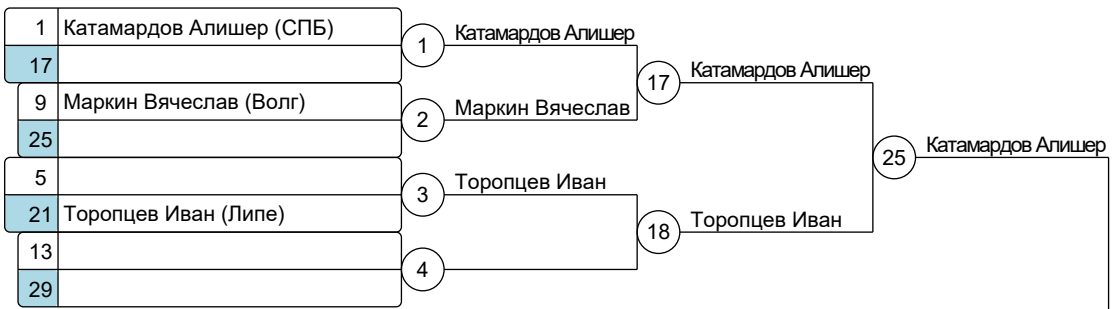 1 Катамардов Алишер (СПБ)
17
9 Маркин Вячеслав (Волг)
25
5
21 Торопцев Иван (Липе)
13
29
1 Катамардов Алишер
2 Маркин Вячеслав
3 Торопцев Иван
4
17 Катамардов Алишер
18 Торопцев Иван
25 Катамардов Алишер